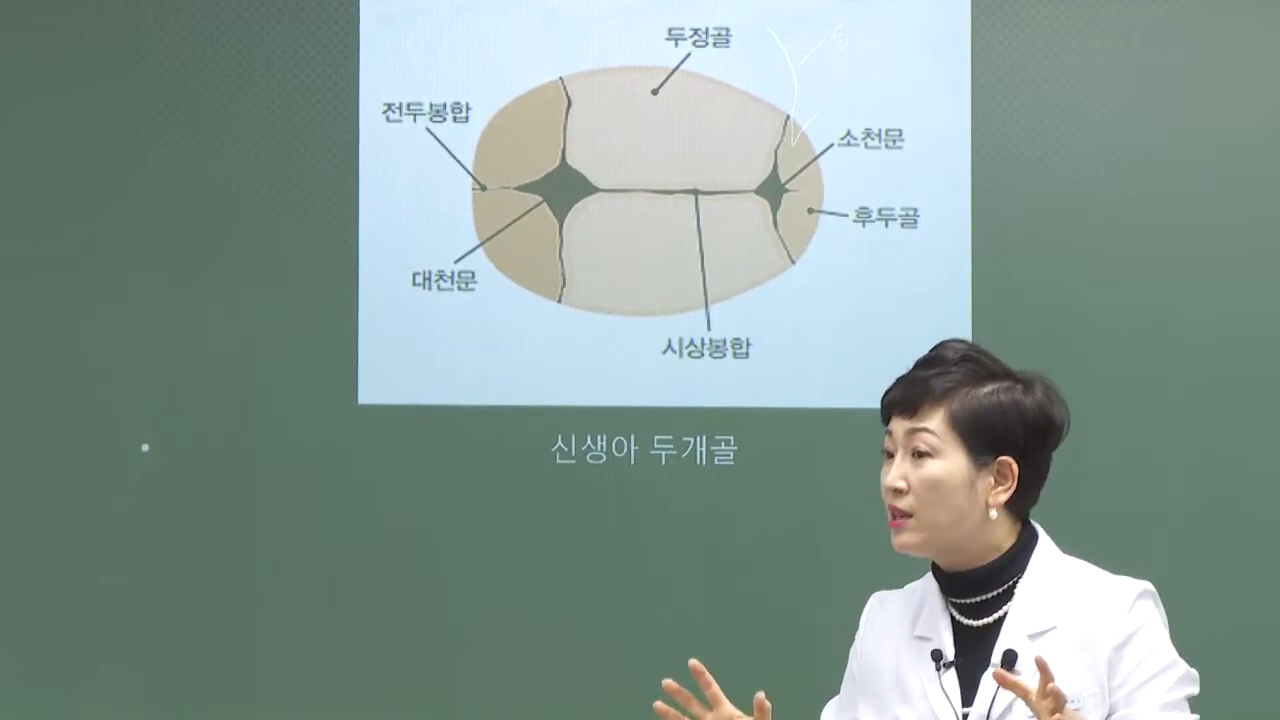 두정골
전두봉합
소천문
후두골
대천문
시상봉합
신생아 두개골